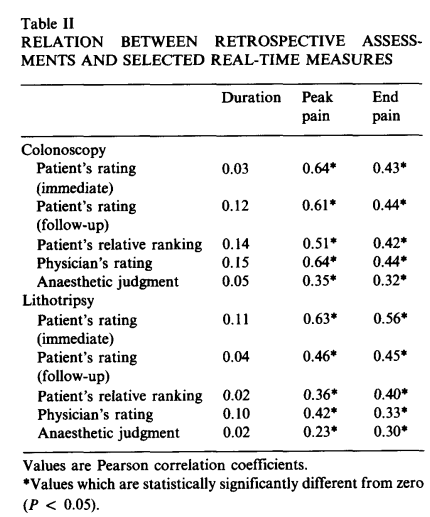 Table II
RELATION BETWEEN RETROSPECTIVE ASSESS-
MENTS AND SELECTED REAL-TIME MEASURES
Duration Peak End
pain pain
Colonoscopy
Patient's rating 0.03 0.64* 0.43*
(immediate)
Patient's rating 0.12 0.61* 0.44*
(follow-up)
Patient's relative ranking 0.14 0.51* 0.42*
Physician's rating 0.15 0.64* 0.44*
Anaesthetic judgment 0.05 0.35* 0.32*
Lithotripsy
Patient's rating 0.11 0.63* 0.56*
(immediate)
Patient's rating 0.04 0.46* 0.45*
(follow-up)
Patient's relative ranking 0.02 0.36* 0.40*
Physician's rating 0.10 0.42* 0.33*
Anaesthetic judgment 0.02 0.23* 0.30*
Values are Pearson correlation coefficients.
*Values which are statistically significantly different from zero
(P < 0.05).